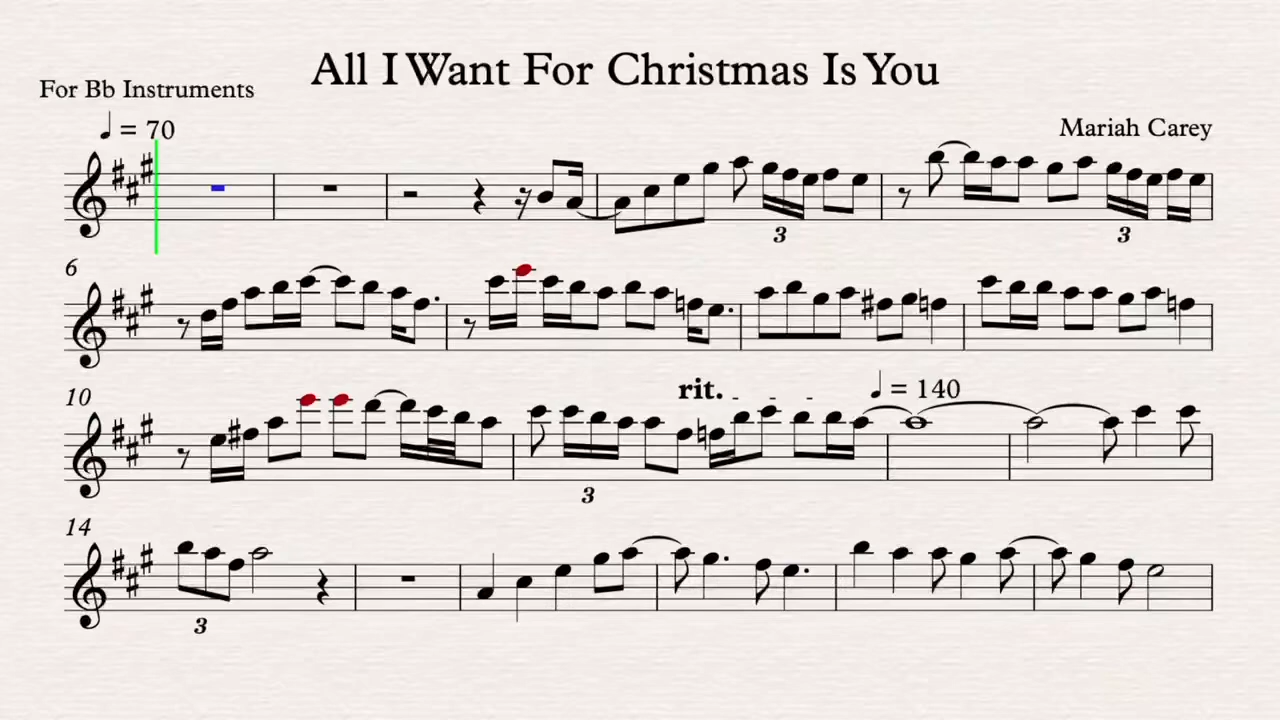 All I Want For Christmas Is You
For Bb Instruments
♩ = 70
Mariah Carey
3
3
6
10
rit.
♩ = 140
3
14
3